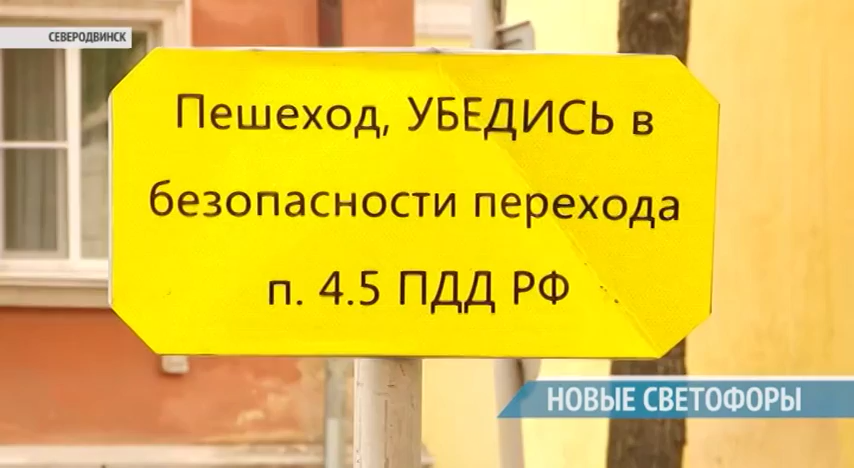 СЕВЕРОДВИНСК
Пешеход, УБЕДИСЬ в
безопасности перехода
п. 4.5 ПДД РФ
НОВЫЕ СВЕТОФОРЫ